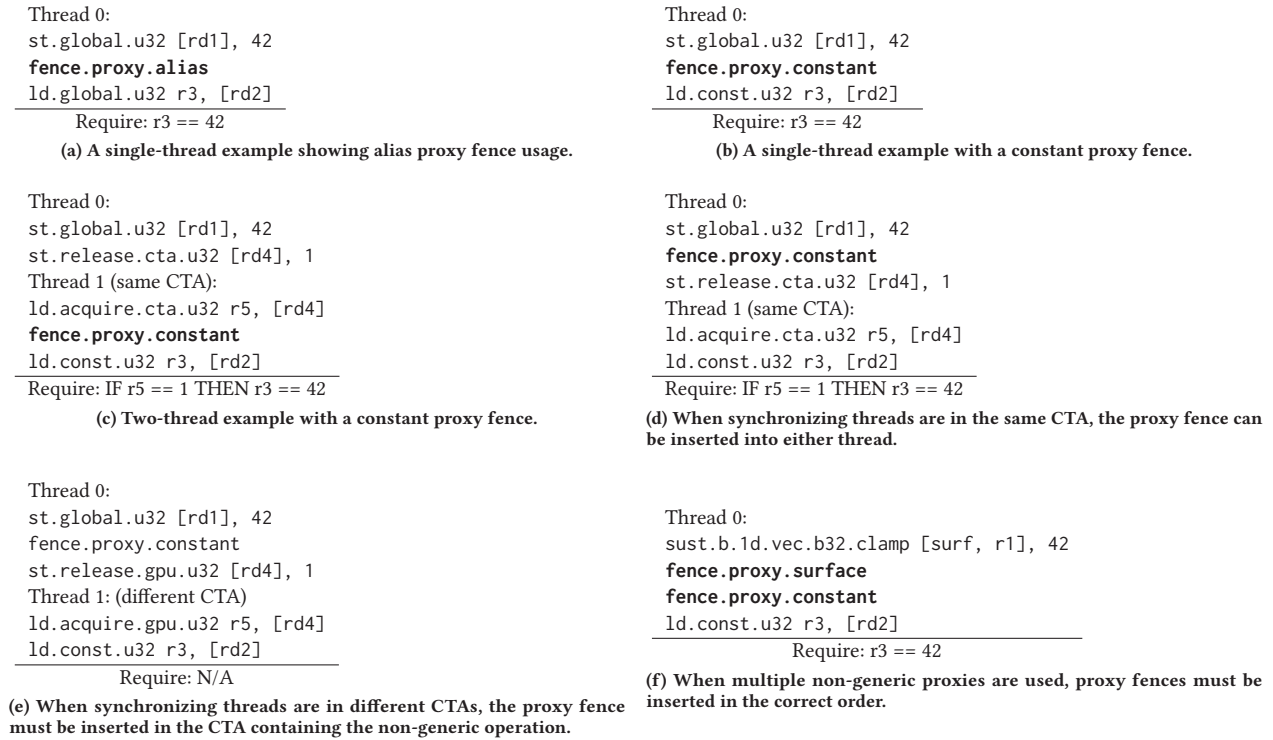 Thread 0:
st.global.u32 [rd1], 42
fence.proxy.alias
ld.global.u32 r3, [rd2]
Require: r3 == 42
(a) A single-thread example showing alias proxy fence usage.
Thread 0:
st.global.u32 [rd1], 42
fence.proxy.constant
ld.const.u32 r3, [rd2]
Require: r3 == 42
(b) A single-thread example with a constant proxy fence.
Thread 0:
st.global.u32 [rd1], 42
st.release.cta.u32 [rd4], 1
Thread 1 (same CTA):
ld.acquire.cta.u32 r5, [rd4]
fence.proxy.constant
ld.const.u32 r3, [rd2]
Require: IF r5 == 1 THEN r3 == 42
(c) Two-thread example with a constant proxy fence.
Thread 0:
st.global.u32 [rd1], 42
fence.proxy.constant
st.release.cta.u32 [rd4], 1
Thread 1 (same CTA):
ld.acquire.cta.u32 r5, [rd4]
ld.const.u32 r3, [rd2]
Require: IF r5 == 1 THEN r3 == 42
(d) When synchronizing threads are in the same CTA, the proxy fence can
be inserted into either thread.
Thread 0:
st.global.u32 [rd1], 42
fence.proxy.constant
st.release.gpu.u32 [rd4], 1
Thread 1: (different CTA)
ld.acquire.gpu.u32 r5, [rd4]
ld.const.u32 r3, [rd2]
Require: N/A
(e) When synchronizing threads are in different CTAs, the proxy fence
must be inserted in the CTA containing the non-generic operation.
Thread 0:
sust.b.1d.vec.b32.clamp [surf, r1], 42
fence.proxy.surface
fence.proxy.constant
ld.const.u32 r3, [rd2]
Require: r3 == 42
(f) When multiple non-generic proxies are used, proxy fences must be
inserted in the correct order.